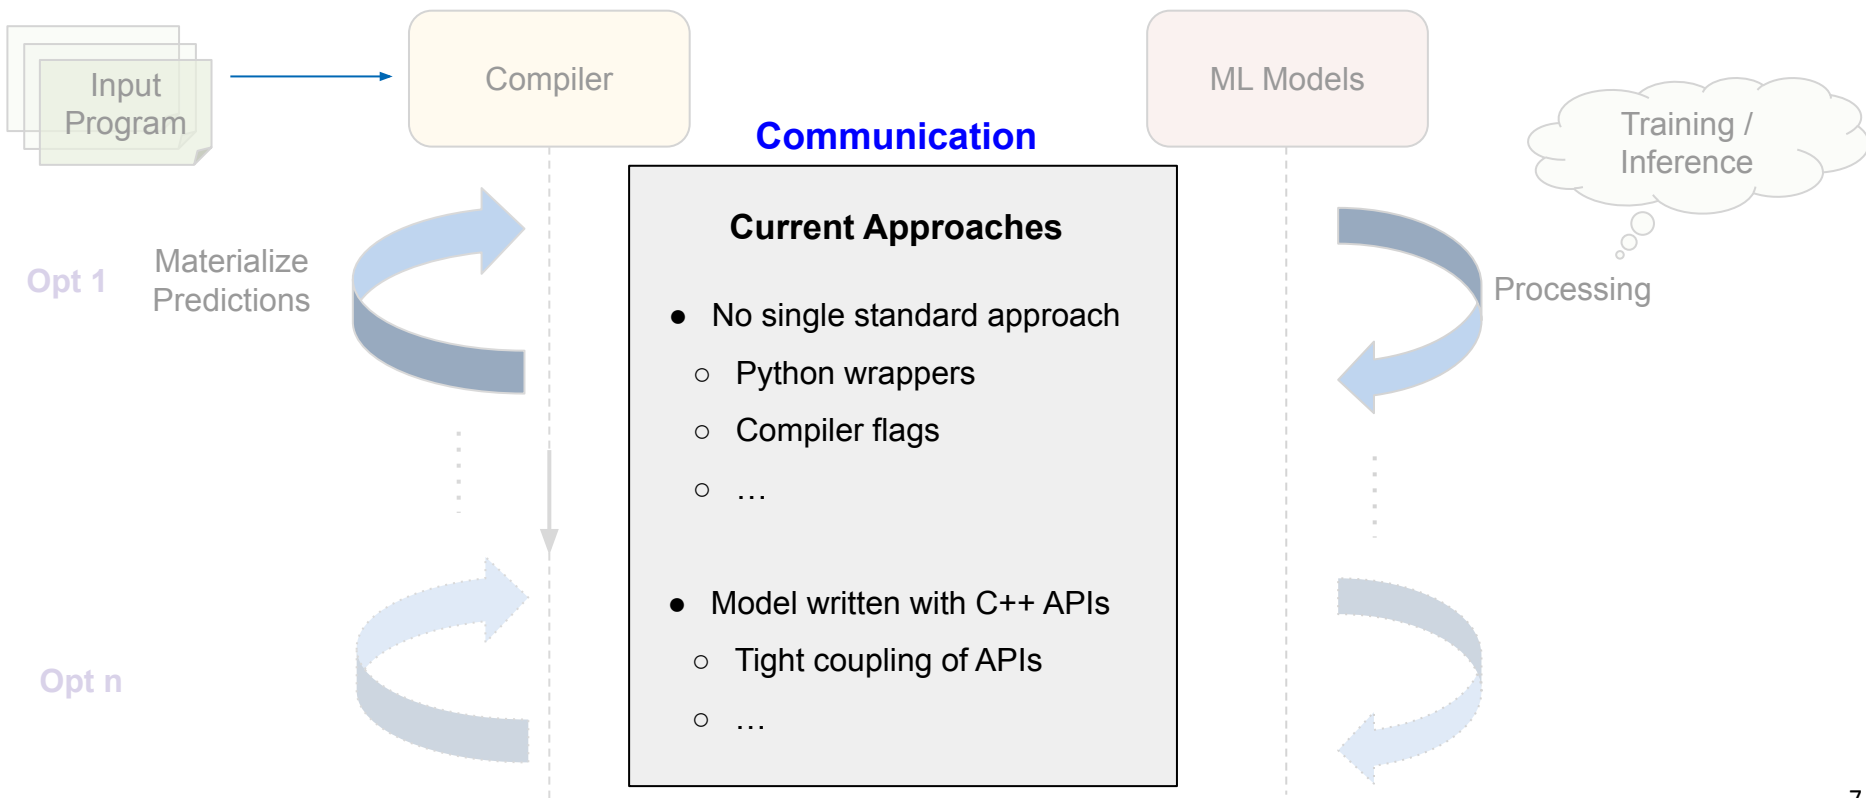 Input
Program
Compiler
ML Models
Training /
Inference
Communication
Current Approaches
Opt 1
Materialize
Predictions
Processing
● No single standard approach
○ Python wrappers
○ Compiler flags
○ …
● Model written with C++ APIs
○ Tight coupling of APIs
○ …
Opt n
7